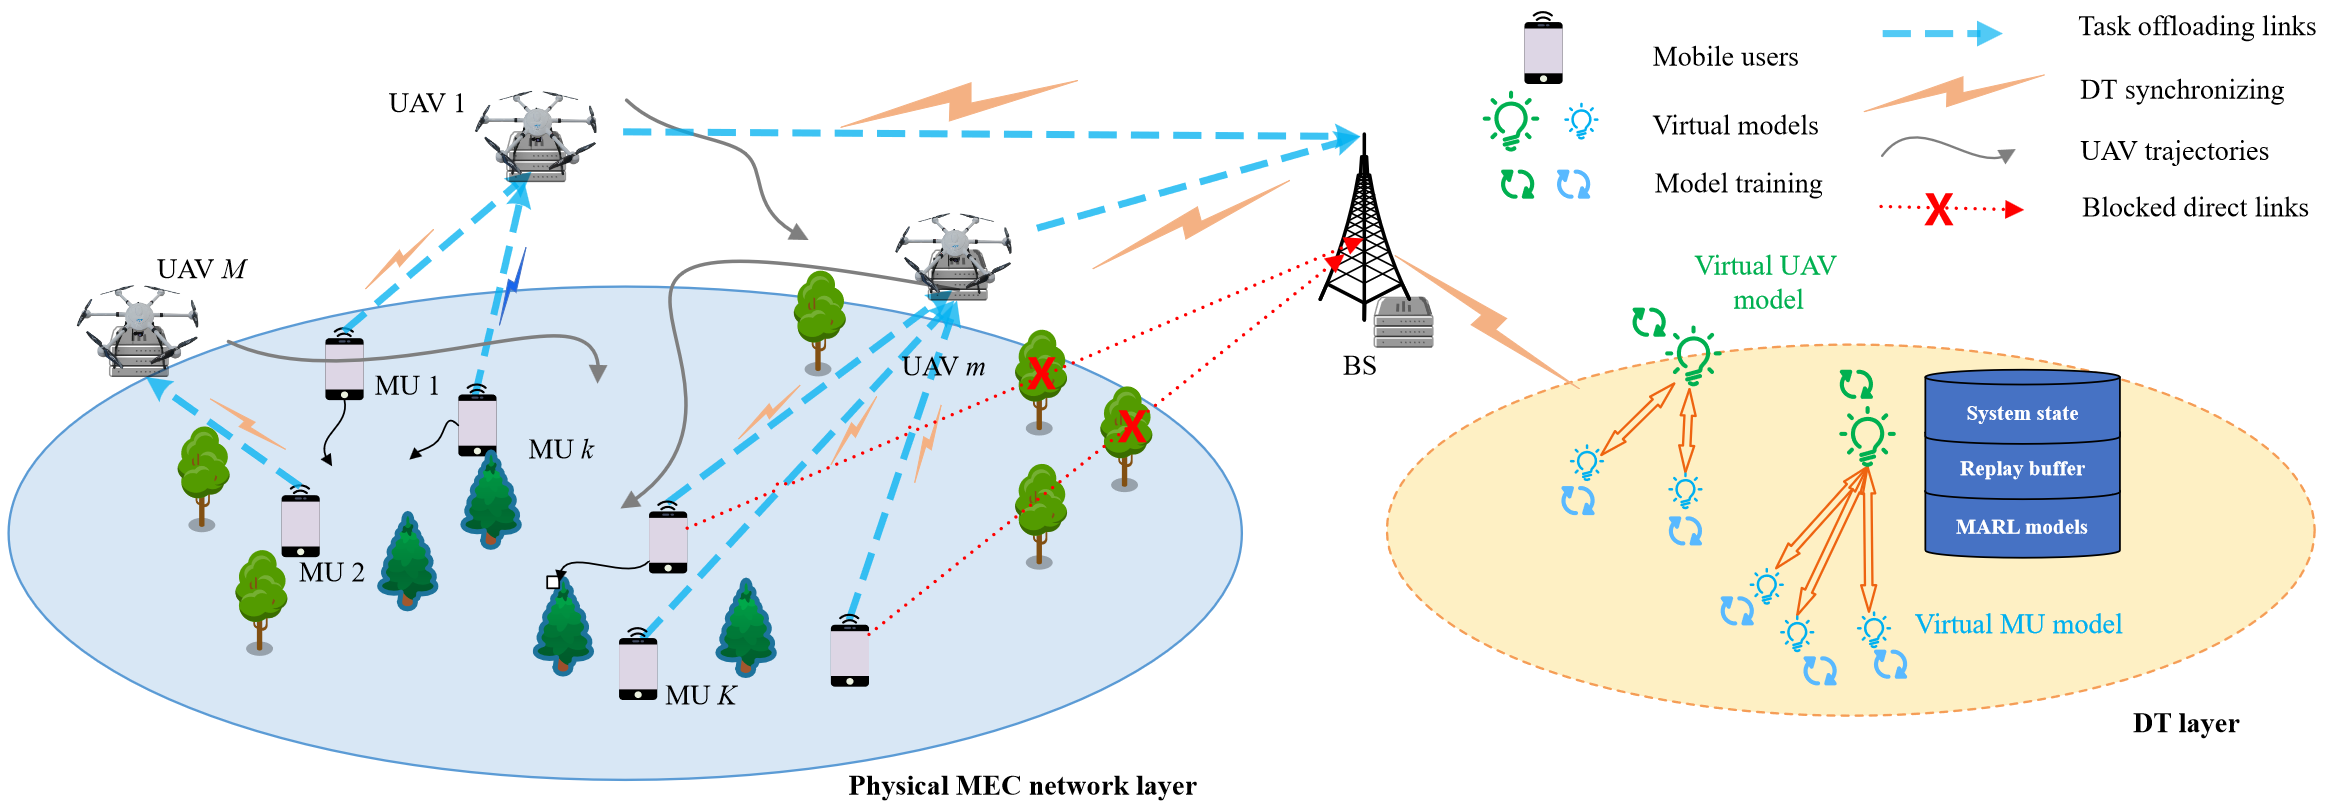 UAV 1
UAV M
UAV m
MU 1
MU k
MU 2
MU K
BS
Physical MEC network layer
Mobile users
Virtual models
Model training
Task offloading links
DT synchronizing
UAV trajectories
X
Blocked direct links
X
X
Virtual UAV
model
System state
Replay buffer
MARL models
Virtual MU model
DT layer